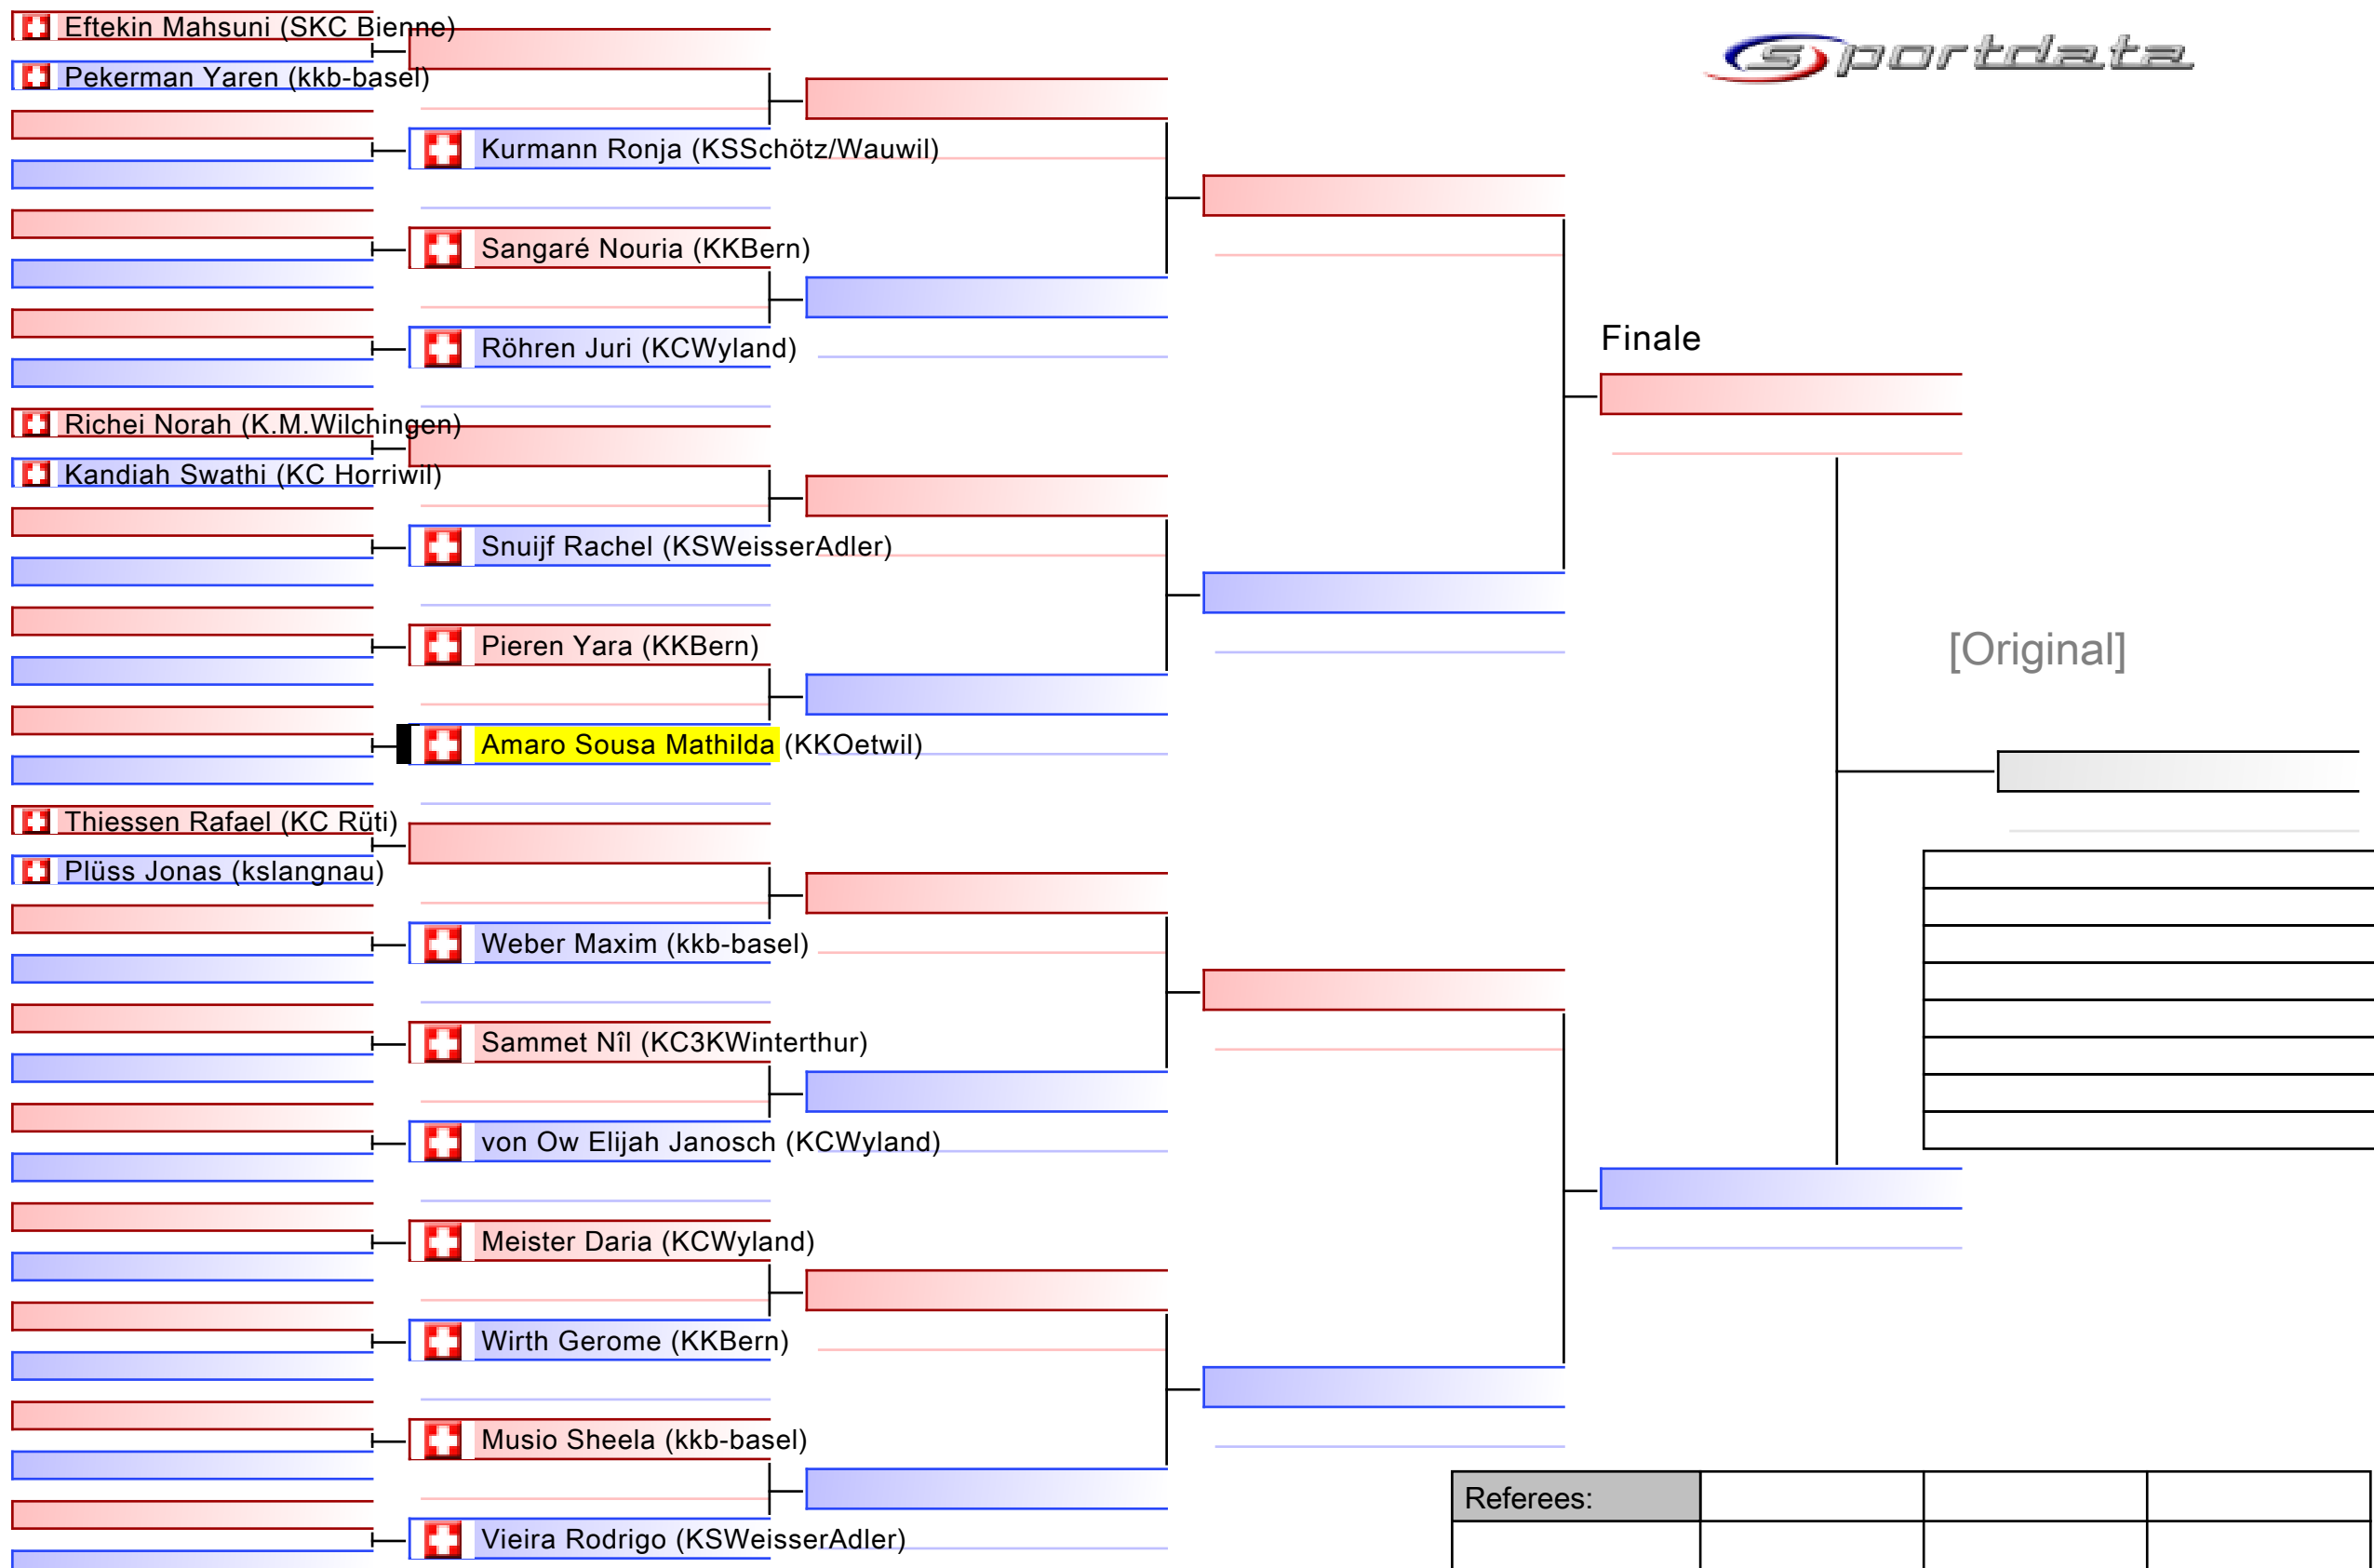 Eftekin Mahsuni (SKC Bienne)
Pekerman Yaren (kkb-basel)
sportdata
Kurmann Ronja (KSSchötz/Wauwil)
Sangaré Nouria (KKBern)
Röhren Juri (KCWyland)
Finale
Richei Norah (K.M.Wilchingen)
Kandiah Swathi (KC Horriwil)
Snuijf Rachel (KSWeisserAdler)
Pieren Yara (KKBern)
[Original]
Amaro Sousa Mathilda (KKOetwil)
Thiessen Rafael (KC Rüti)
Plüss Jonas (kslangnau)
Weber Maxim (kkb-basel)
Sammet Nîl (KC3KWinterthur)
von Ow Elijah Janosch (KCWyland)
Meister Daria (KCWyland)
Wirth Gerome (KKBern)
Musio Sheela (kkb-basel)
Referees:
Vieira Rodrigo (KSWeisserAdler)